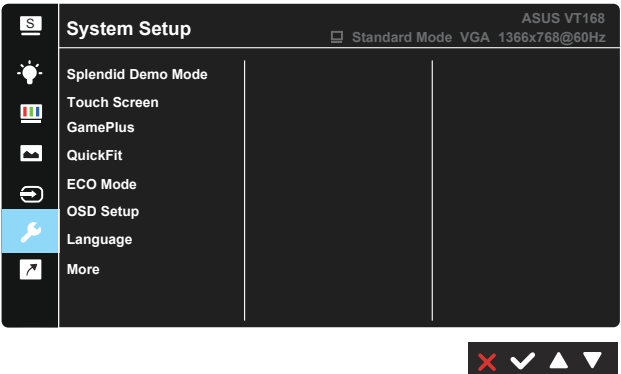 S
System Setup
ASUS VT168
Standard Mode VGA 1366x768@60Hz
Splendid Demo Mode
Touch Screen
GamePlus
QuickFit
ECO Mode
OSD Setup
Language
More